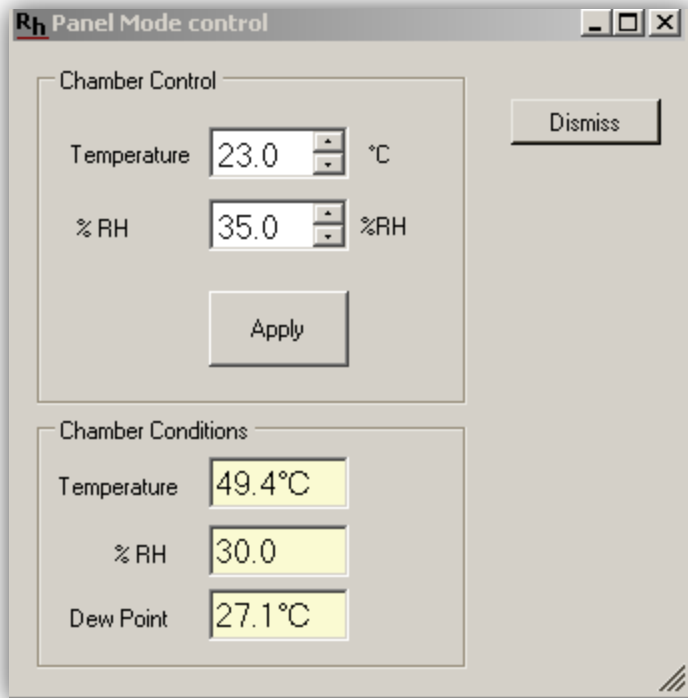 Rh Panel Mode control
Chamber Control
Dismiss
Temperature 23.0 °C
% RH 35.0 %RH
Apply
Chamber Conditions
Temperature 49.4°C
% RH 30.0
Dew Point 27.1°C